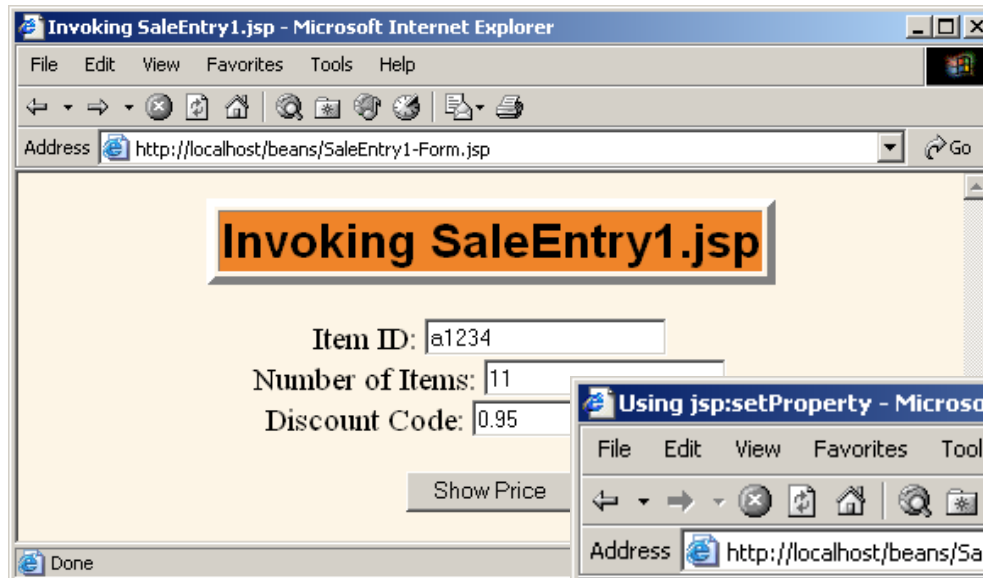 Invoking SaleEntry1.jsp - Microsoft Internet Explorer
File Edit View Favorites Tools Help
Address http://localhost/beans/SaleEntry1-Form.jsp Go
Invoking SaleEntry1.jsp
Item ID: a1234
Number of Items: 11
Discount Code: 0.95
Show Price
Done
Using jsp:setProperty - Microso
File Edit View Favorites Tool
Address http://localhost/beans/Sa